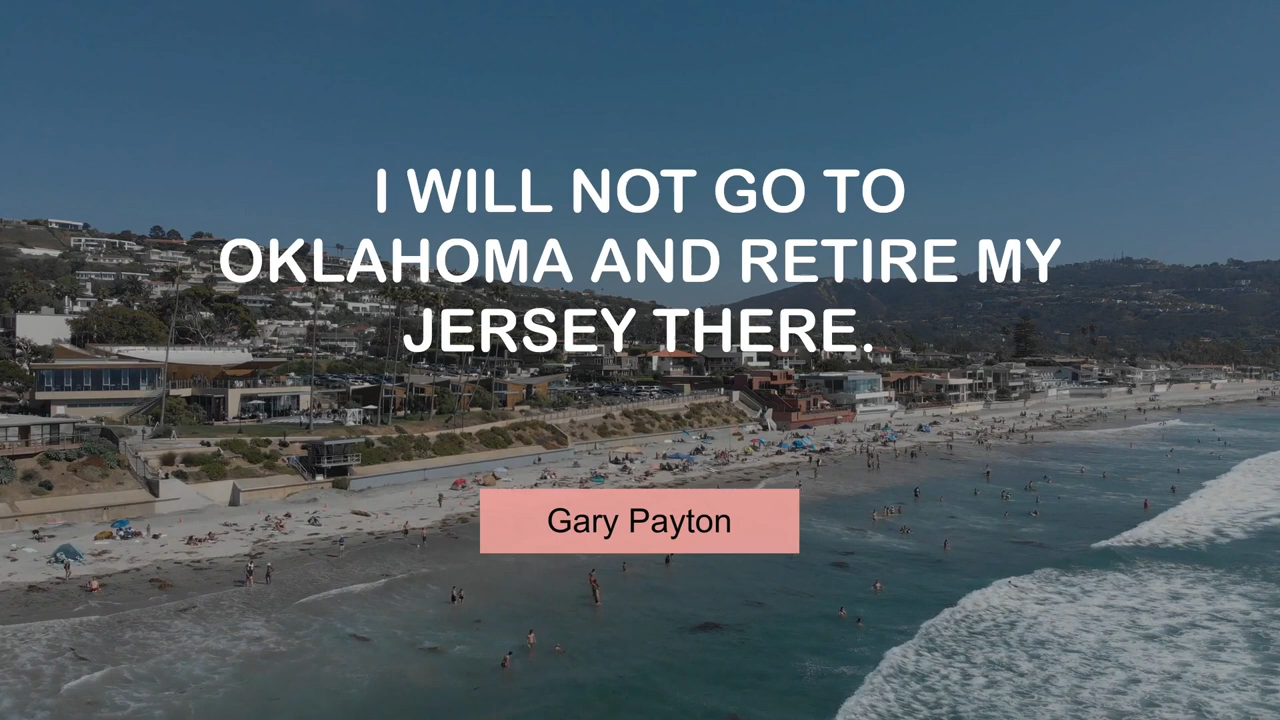 I WILL NOT GO TO
OKLAHOMA AND RETIRE MY
JERSEY THERE.
Gary Payton